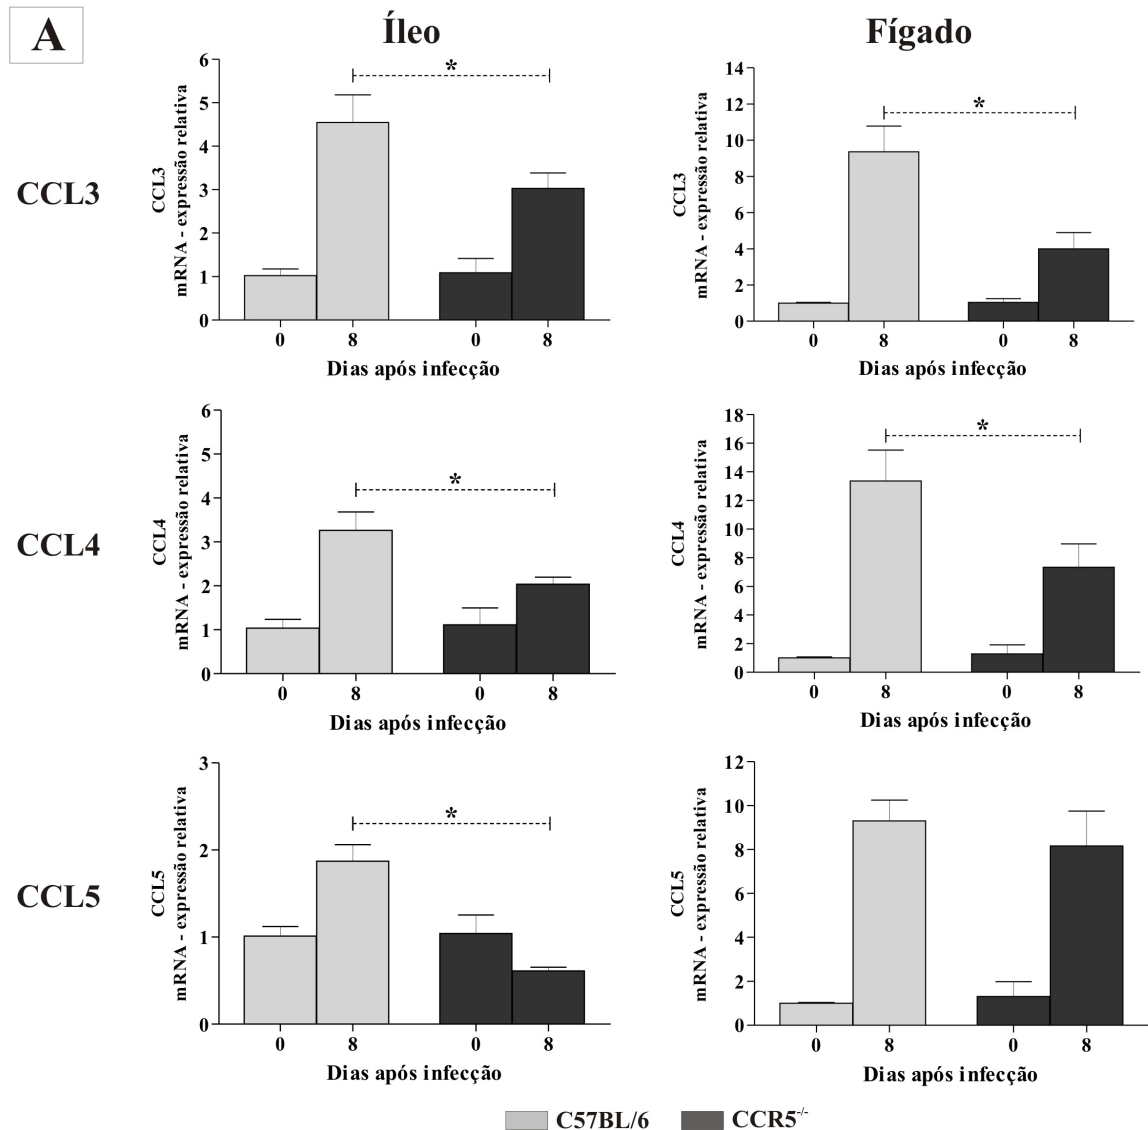 A
Íleo
Fígado
CCL3
CCL3
mRNA - expressão relativa
6
5
4
3
2
1
0
*
0 8 0 8
Dias após infecção
CCL3
mRNA - expressão relativa
14
12
10
8
6
4
2
0
*
0 8 0 8
Dias após infecção
CCL4
CCL4
mRNA - expressão relativa
6
5
4
3
2
1
0
*
0 8 0 8
Dias após infecção
CCL4
mRNA - expressão relativa
18
16
14
12
10
8
6
4
2
0
*
0 8 0 8
Dias após infecção
CCL5
CCL5
mRNA - expressão relativa
3
2
1
0
*
0 8 0 8
Dias após infecção
CCL5
mRNA - expressão relativa
12
10
8
6
4
2
0
0 8 0 8
Dias após infecção
C57BL/6 CCR5-/-